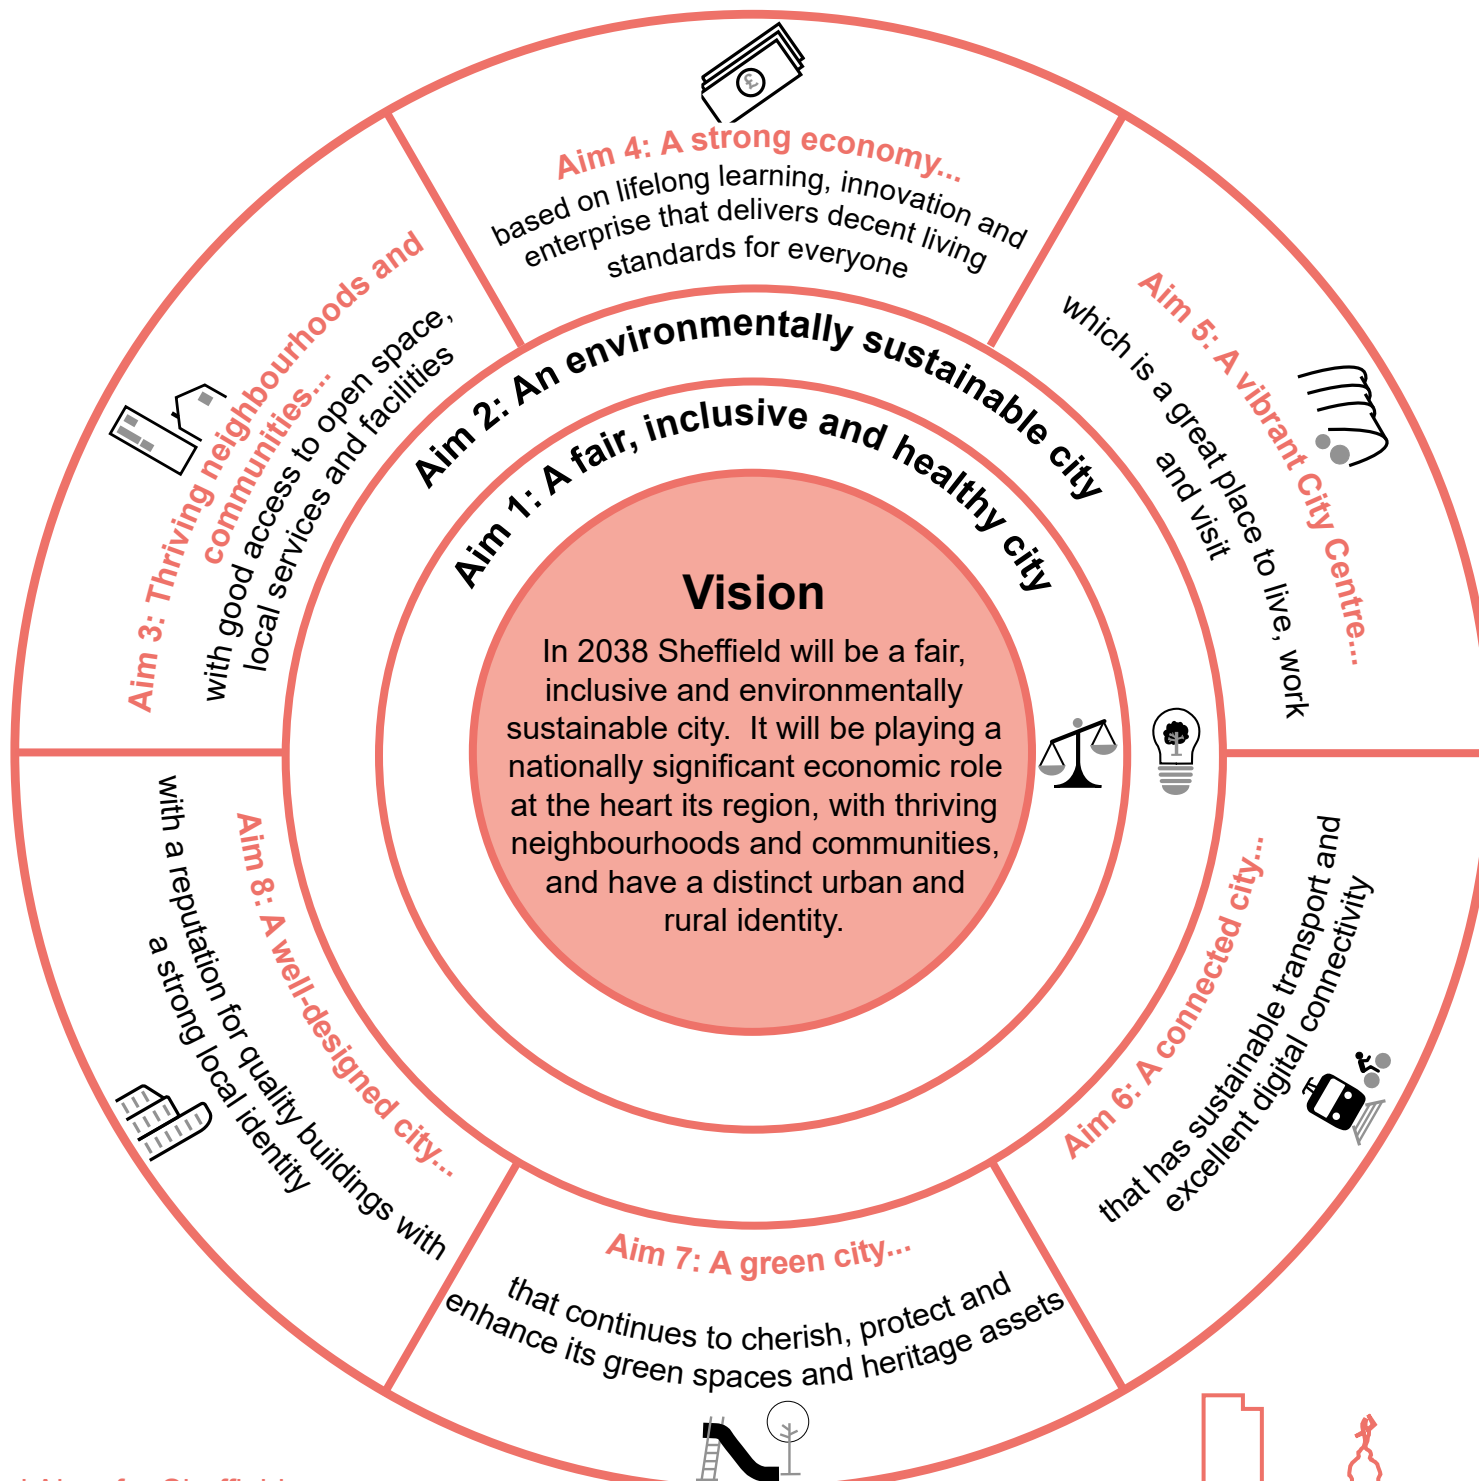 Vision
In 2038 Sheffield will be a fair,
inclusive and environmentally
sustainable city. It will be playing a
nationally significant economic role
at the heart its region, with thriving
neighbourhoods and communities,
and have a distinct urban and
rural identity.
Aim 1: A fair, inclusive and healthy city
Aim 2: An environmentally sustainable city
Aim 3: Thriving neighbourhoods and
communities...
with good access to open space,
local services and facilities
£
Aim 4: A strong economy...
based on lifelong learning, innovation and
enterprise that delivers decent living
standards for everyone
Aim 5: A vibrant City Centre...
which is a great place to live, work
and visit
Aim 6: A connected city...
that has sustainable transport and
excellent digital connectivity
Aim 7: A green city...
that continues to cherish, protect and
enhance its green spaces and heritage assets
Aim 8: A well-designed city...
with a reputation for quality buildings with
a strong local identity